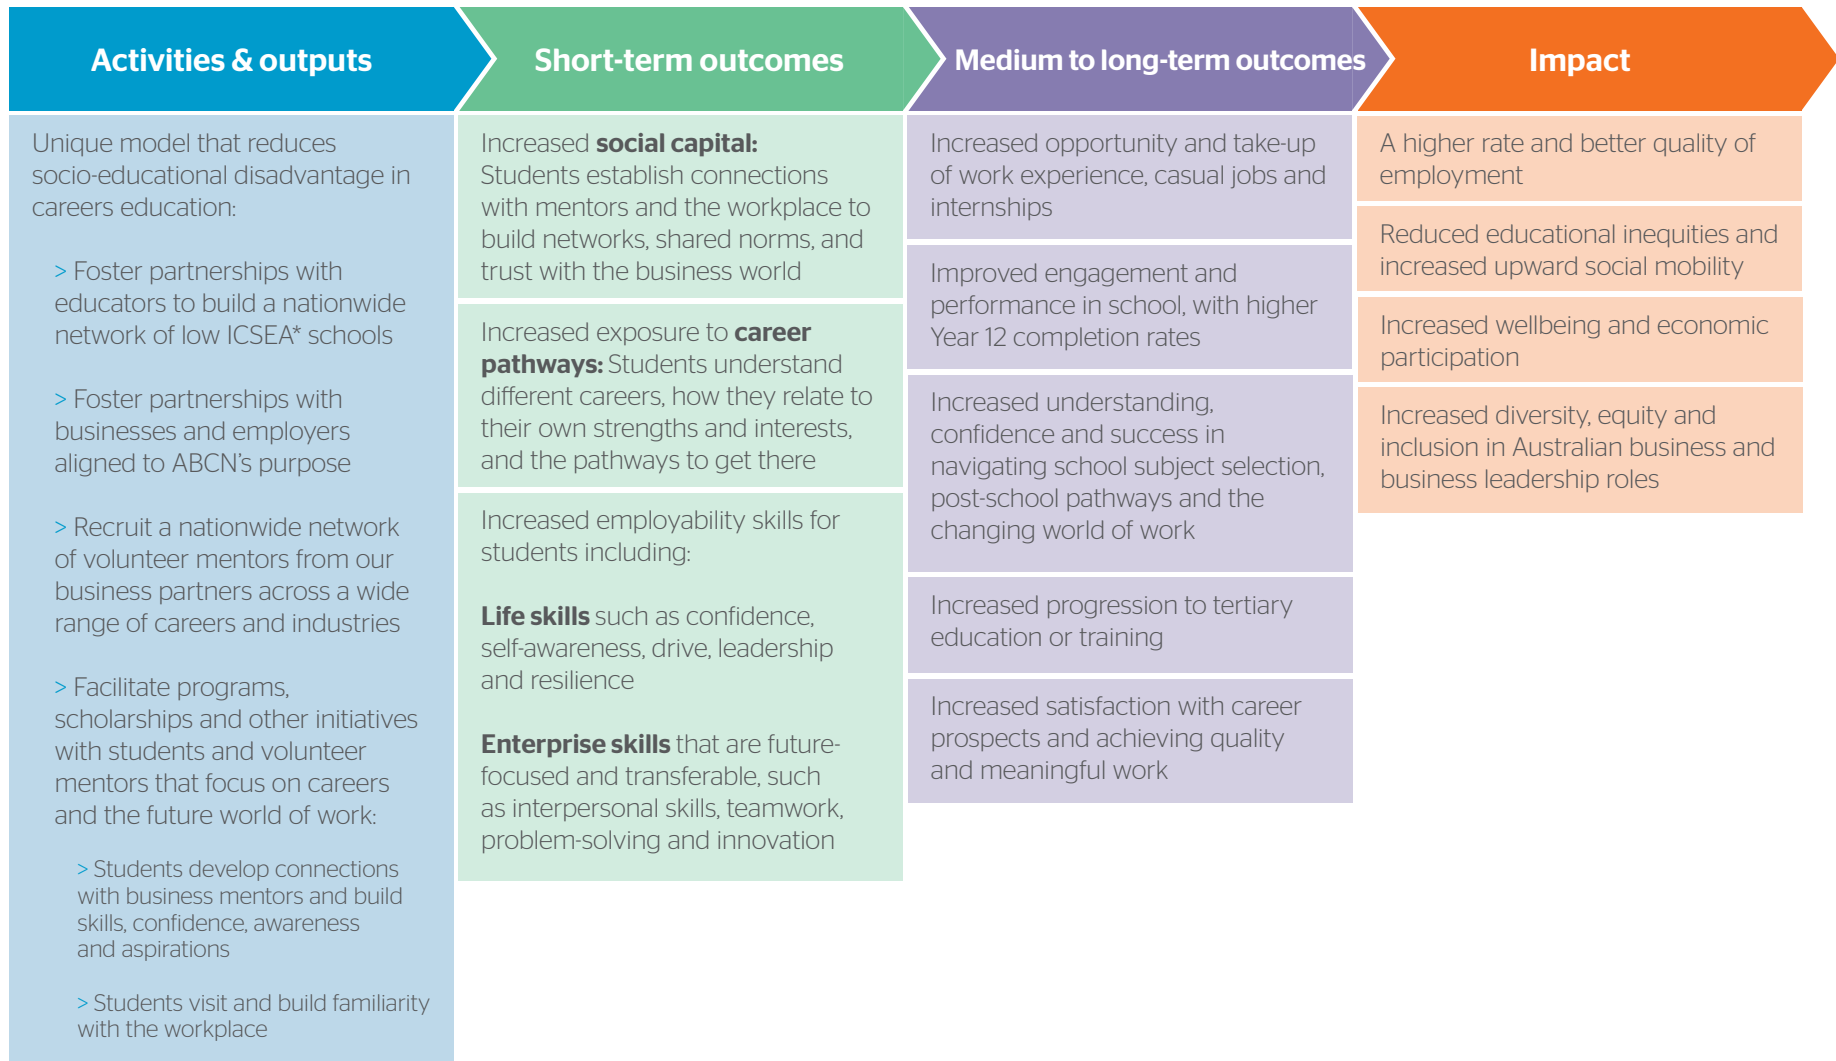 Activities & outputs
Short-term outcomes
Medium to long-term outcomes
Impact
Unique model that reduces
socio-educational disadvantage in
careers education:
> Foster partnerships with
educators to build a nationwide
network of low ICSEA* schools
> Foster partnerships with
businesses and employers
aligned to ABCN’s purpose
> Recruit a nationwide network
of volunteer mentors from our
business partners across a wide
range of careers and industries
> Facilitate programs,
scholarships and other initiatives
with students and volunteer
mentors that focus on careers
and the future world of work:
> Students develop connections
with business mentors and build
skills, confidence, awareness
and aspirations
> Students visit and build familiarity
with the workplace
Increased social capital:
Students establish connections
with mentors and the workplace to
build networks, shared norms, and
trust with the business world
Increased exposure to career
pathways: Students understand
different careers, how they relate to
their own strengths and interests,
and the pathways to get there
Increased employability skills for
students including:
Life skills such as confidence,
self-awareness, drive, leadership
and resilience
Enterprise skills that are future-
focused and transferable, such
as interpersonal skills, teamwork,
problem-solving and innovation
Increased opportunity and take-up
of work experience, casual jobs and
internships
Improved engagement and
performance in school, with higher
Year 12 completion rates
Increased understanding,
confidence and success in
navigating school subject selection,
post-school pathways and the
changing world of work
Increased progression to tertiary
education or training
Increased satisfaction with career
prospects and achieving quality
and meaningful work
A higher rate and better quality of
employment
Reduced educational inequities and
increased upward social mobility
Increased wellbeing and economic
participation
Increased diversity, equity and
inclusion in Australian business and
business leadership roles